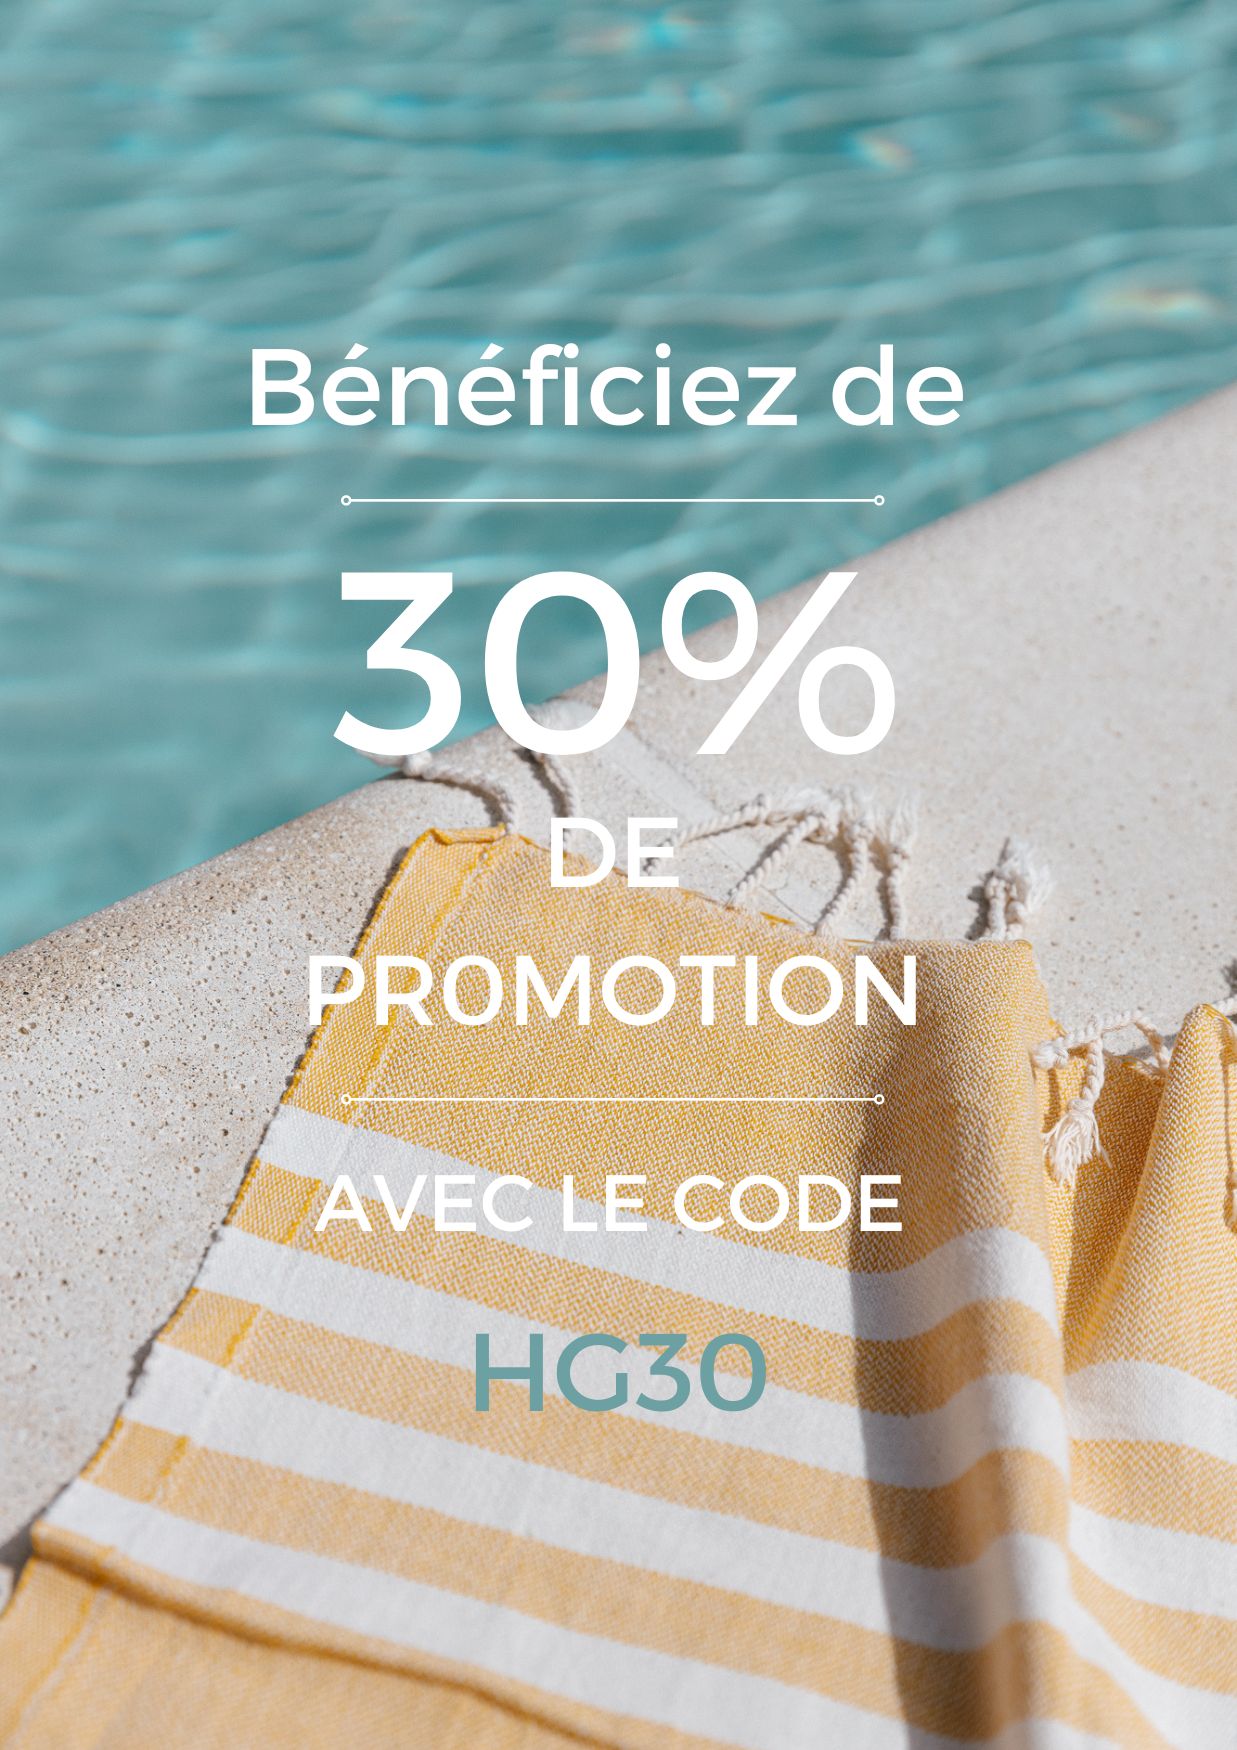 Bénéficiez de
30%
DE
PR0MOTION
AVEC LE CODE
HG30